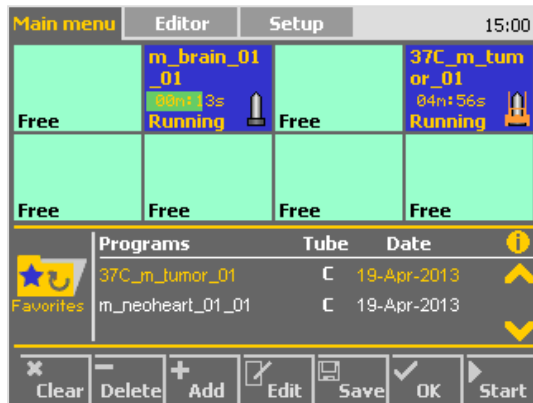 Main menu Editor Setup 15:00
m_brain_01 37C_m_tum
_01 or_01
00m:13s 04m:56s
Free Running Free Running
Free Free Free Free
Programs Tube Date i
37C_m_tumor_01 C 19-Apr-2013
Favorites m_neoheart_01_01 C 19-Apr-2013
Clear Delete Add Edit Save OK Start